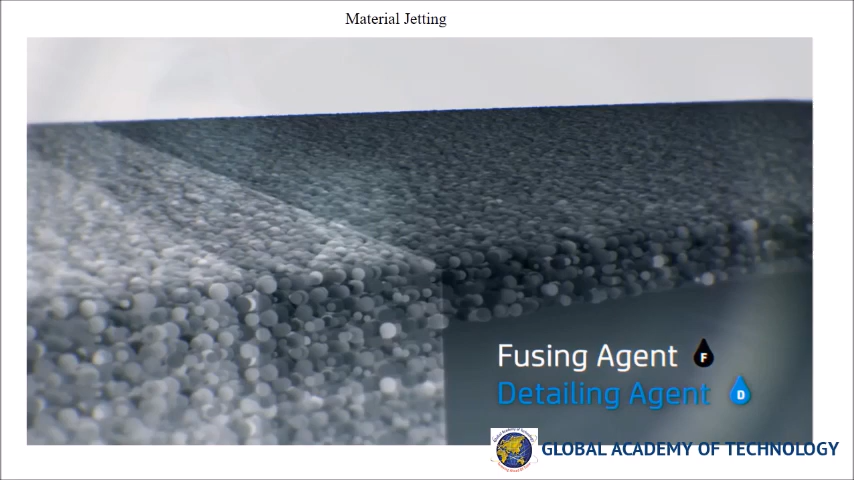 Material Jetting
Fusing Agent F
Detailing Agent D
GLOBAL ACADEMY OF TECHNOLOGY